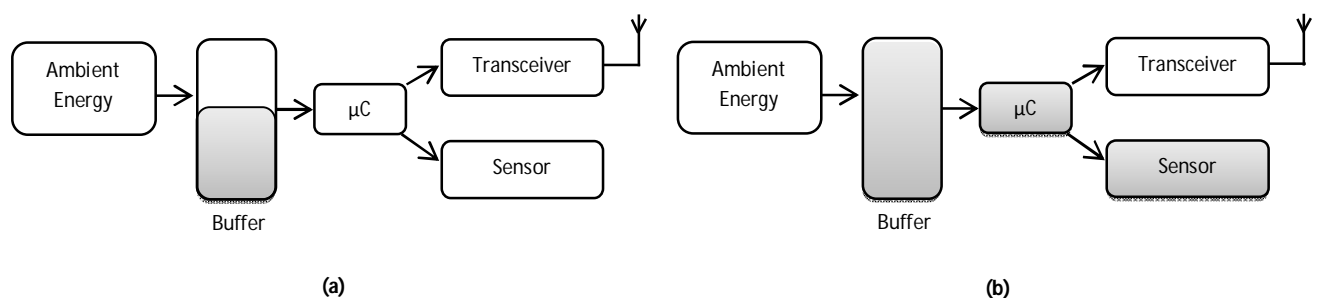 Ambient
Energy
Buffer
µC
Transceiver
Sensor
(a)
Ambient
Energy
Buffer
µC
Transceiver
Sensor
(b)